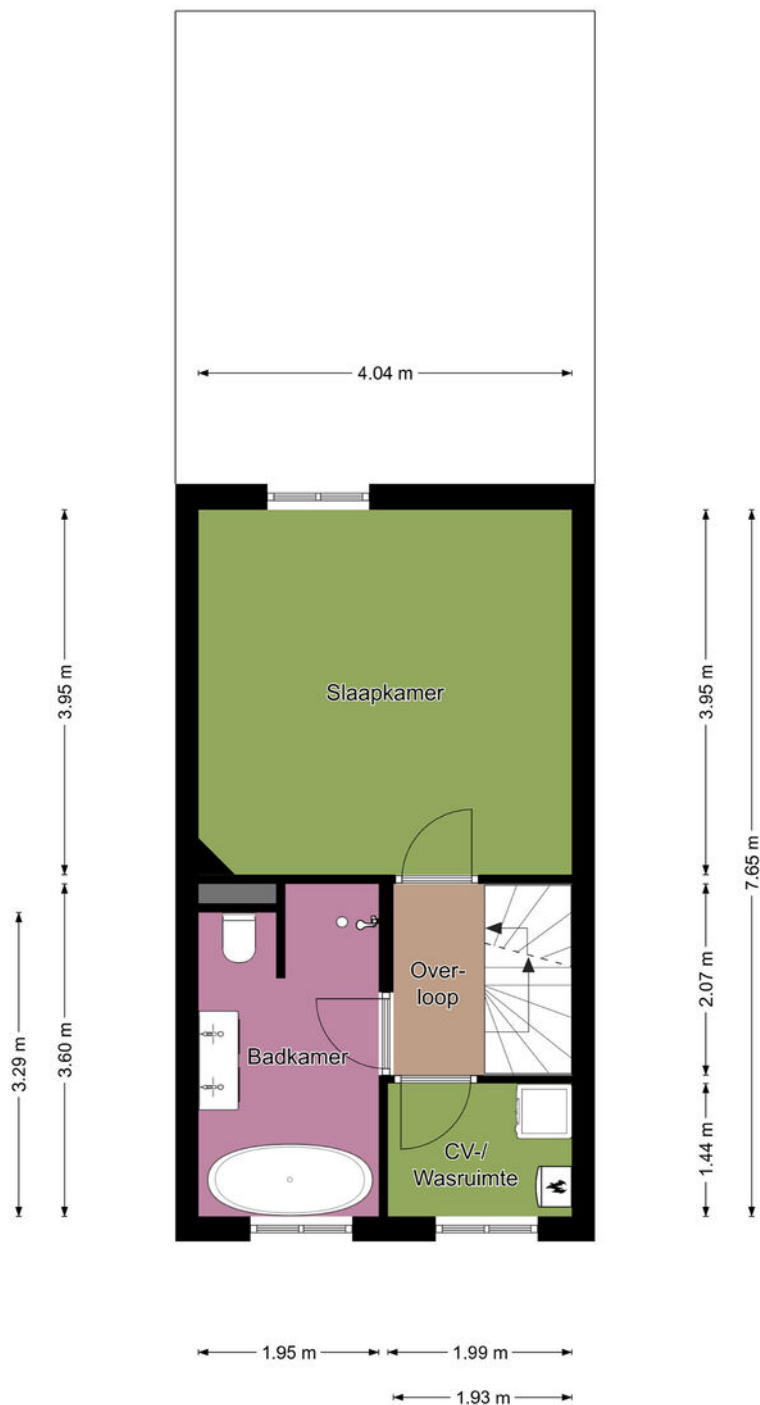 4.04 m
3.95 m
3.95 m
7.65 m
Slaapkamer
Over-
loop
2.07 m
Badkamer
3.29 m
3.60 m
CV-/
Wasruimte
1.44 m
1.95 m
1.99 m
1.93 m